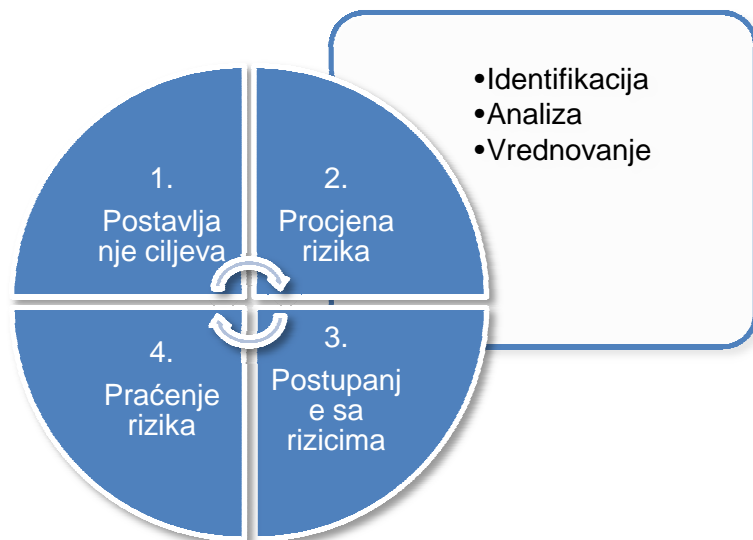 1.
Postavlja
nje ciljeva
2.
Procjena
rizika
•Identifikacija
•Analiza
•Vrednovanje
3.
Postupanj
e sa
rizicima
4.
Praćenje
rizika